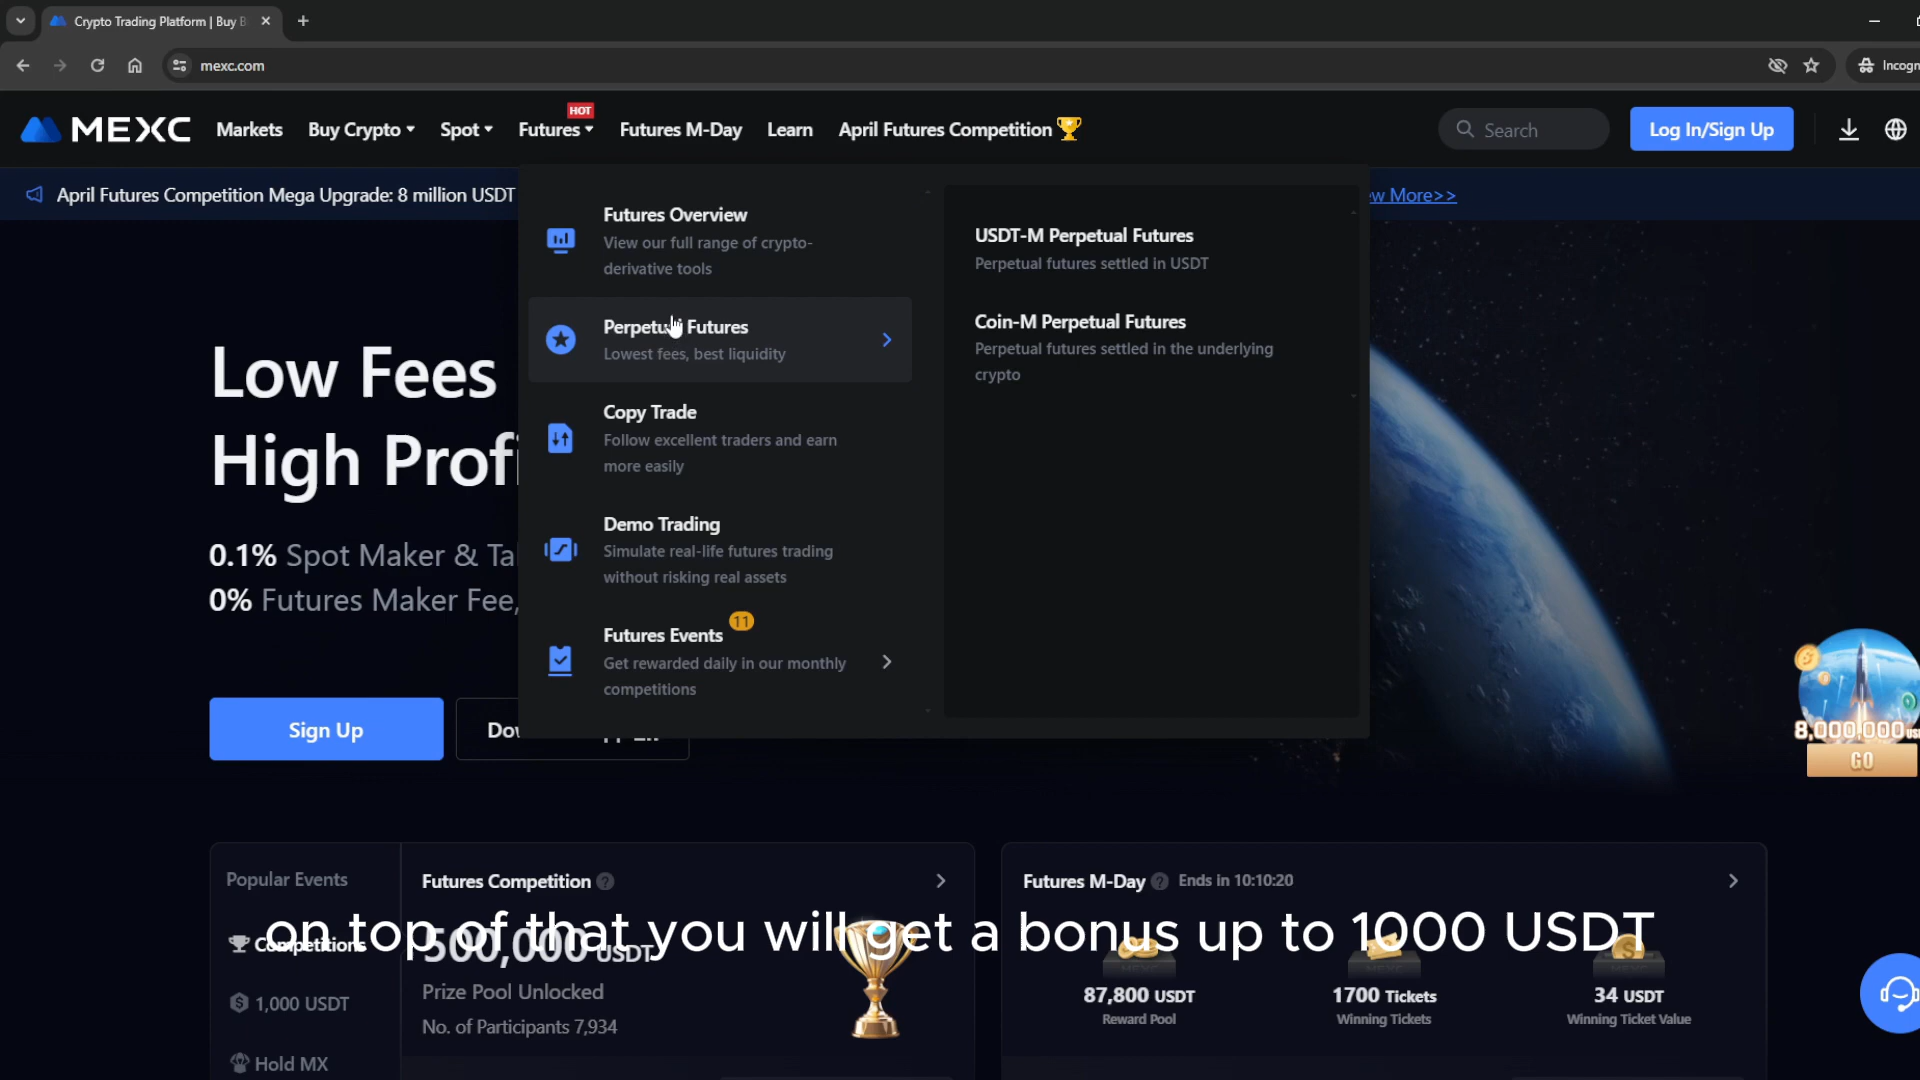 Crypto Trading Platform | Buy B
mexc.com
Incogn
MEXC
Markets
Buy Crypto
Spot
HOT
Futures
Futures M-Day
Learn
April Futures Competition
Search
Log In/Sign Up
April Futures Competition Mega Upgrade: 8 million USDT
ew More>>
Futures Overview
View our full range of crypto-
derivative tools
Perpetual Futures
Lowest fees, best liquidity
Copy Trade
Follow excellent traders and earn
more easily
Demo Trading
Simulate real-life futures trading
without risking real assets
Futures Events 11
Get rewarded daily in our monthly
competitions
USDT-M Perpetual Futures
Perpetual futures settled in USDT
Coin-M Perpetual Futures
Perpetual futures settled in the underlying
crypto
Low Fees
High Profi
0.1% Spot Maker & Ta
0% Futures Maker Fee,
Sign Up
8,000,000
GO
Popular Events
Competitions
1,000 USDT
Hold MX
Futures Competition
500,000 USDT
Prize Pool Unlocked
No. of Participants 7,934
Futures M-Day
Ends in 10:10:20
on top of that you will get a bonus up to 1000 USDT
87,800 USDT
Reward Pool
1700 Tickets
Winning Tickets
34 USDT
Winning Ticket Value